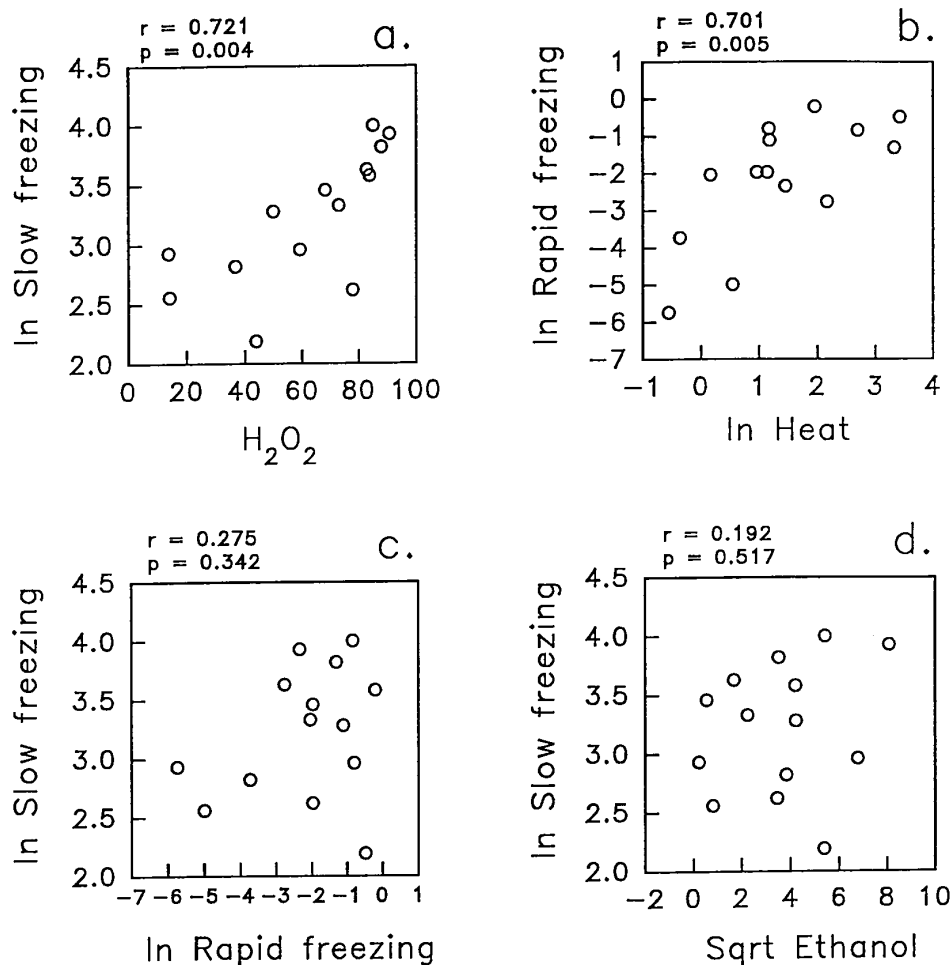 r = 0.721
p = 0.004
a.
ln Slow freezing
4.5
4.0
3.5
3.0
2.5
2.0
0 20 40 60 80 100
H₂O₂
r = 0.701
p = 0.005
b.
ln Rapid freezing
1
0
−1
−2
−3
−4
−5
−6
−7
−1 0 1 2 3 4
ln Heat
r = 0.275
p = 0.342
c.
ln Slow freezing
4.5
4.0
3.5
3.0
2.5
2.0
−7 −6 −5 −4 −3 −2 −1 0 1
ln Rapid freezing
r = 0.192
p = 0.517
d.
ln Slow freezing
4.5
4.0
3.5
3.0
2.5
2.0
−2 0 2 4 6 8 10
Sqrt Ethanol